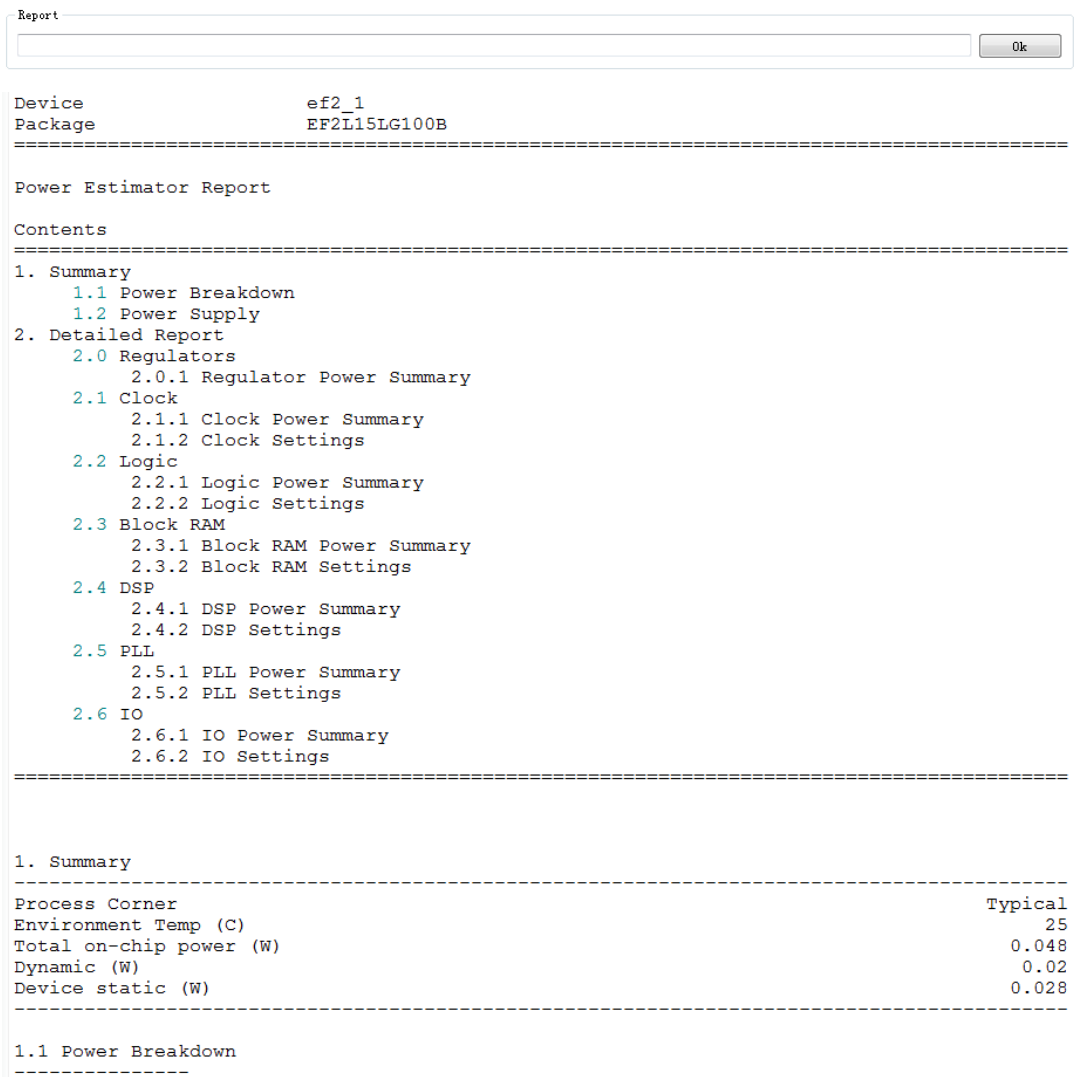 Report
Ok
Device ef2_1
Package EF2L15LG100B
==========================================================================================
Power Estimator Report
Contents
==========================================================================================
1. Summary
1.1 Power Breakdown
1.2 Power Supply
2. Detailed Report
2.0 Regulators
2.0.1 Regulator Power Summary
2.1 Clock
2.1.1 Clock Power Summary
2.1.2 Clock Settings
2.2 Logic
2.2.1 Logic Power Summary
2.2.2 Logic Settings
2.3 Block RAM
2.3.1 Block RAM Power Summary
2.3.2 Block RAM Settings
2.4 DSP
2.4.1 DSP Power Summary
2.4.2 DSP Settings
2.5 PLL
2.5.1 PLL Power Summary
2.5.2 PLL Settings
2.6 IO
2.6.1 IO Power Summary
2.6.2 IO Settings
==========================================================================================
1. Summary
------------------------------------------------------------------------------------------
Process Corner Typical
Environment Temp (C) 25
Total on-chip power (W) 0.048
Dynamic (W) 0.02
Device static (W) 0.028
------------------------------------------------------------------------------------------
1.1 Power Breakdown
---------------